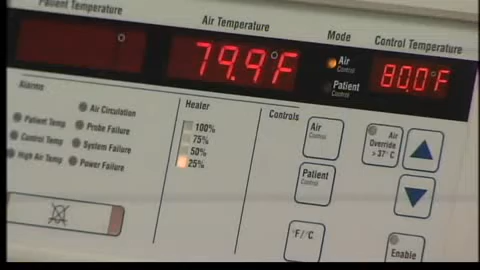 Patient Temperature
Air Temperature
Mode
Control Temperature
°
79.9°F
Air
Control
Patient
Control
80.0°F
Alarms
Air Circulation
Patient Temp
Probe Failure
Control Temp
System Failure
High Air Temp
Power Failure
Heater
100%
75%
50%
25%
Controls
Air
Control
Air
Override
> 37° C
Patient
Control
°F/°C
Enable